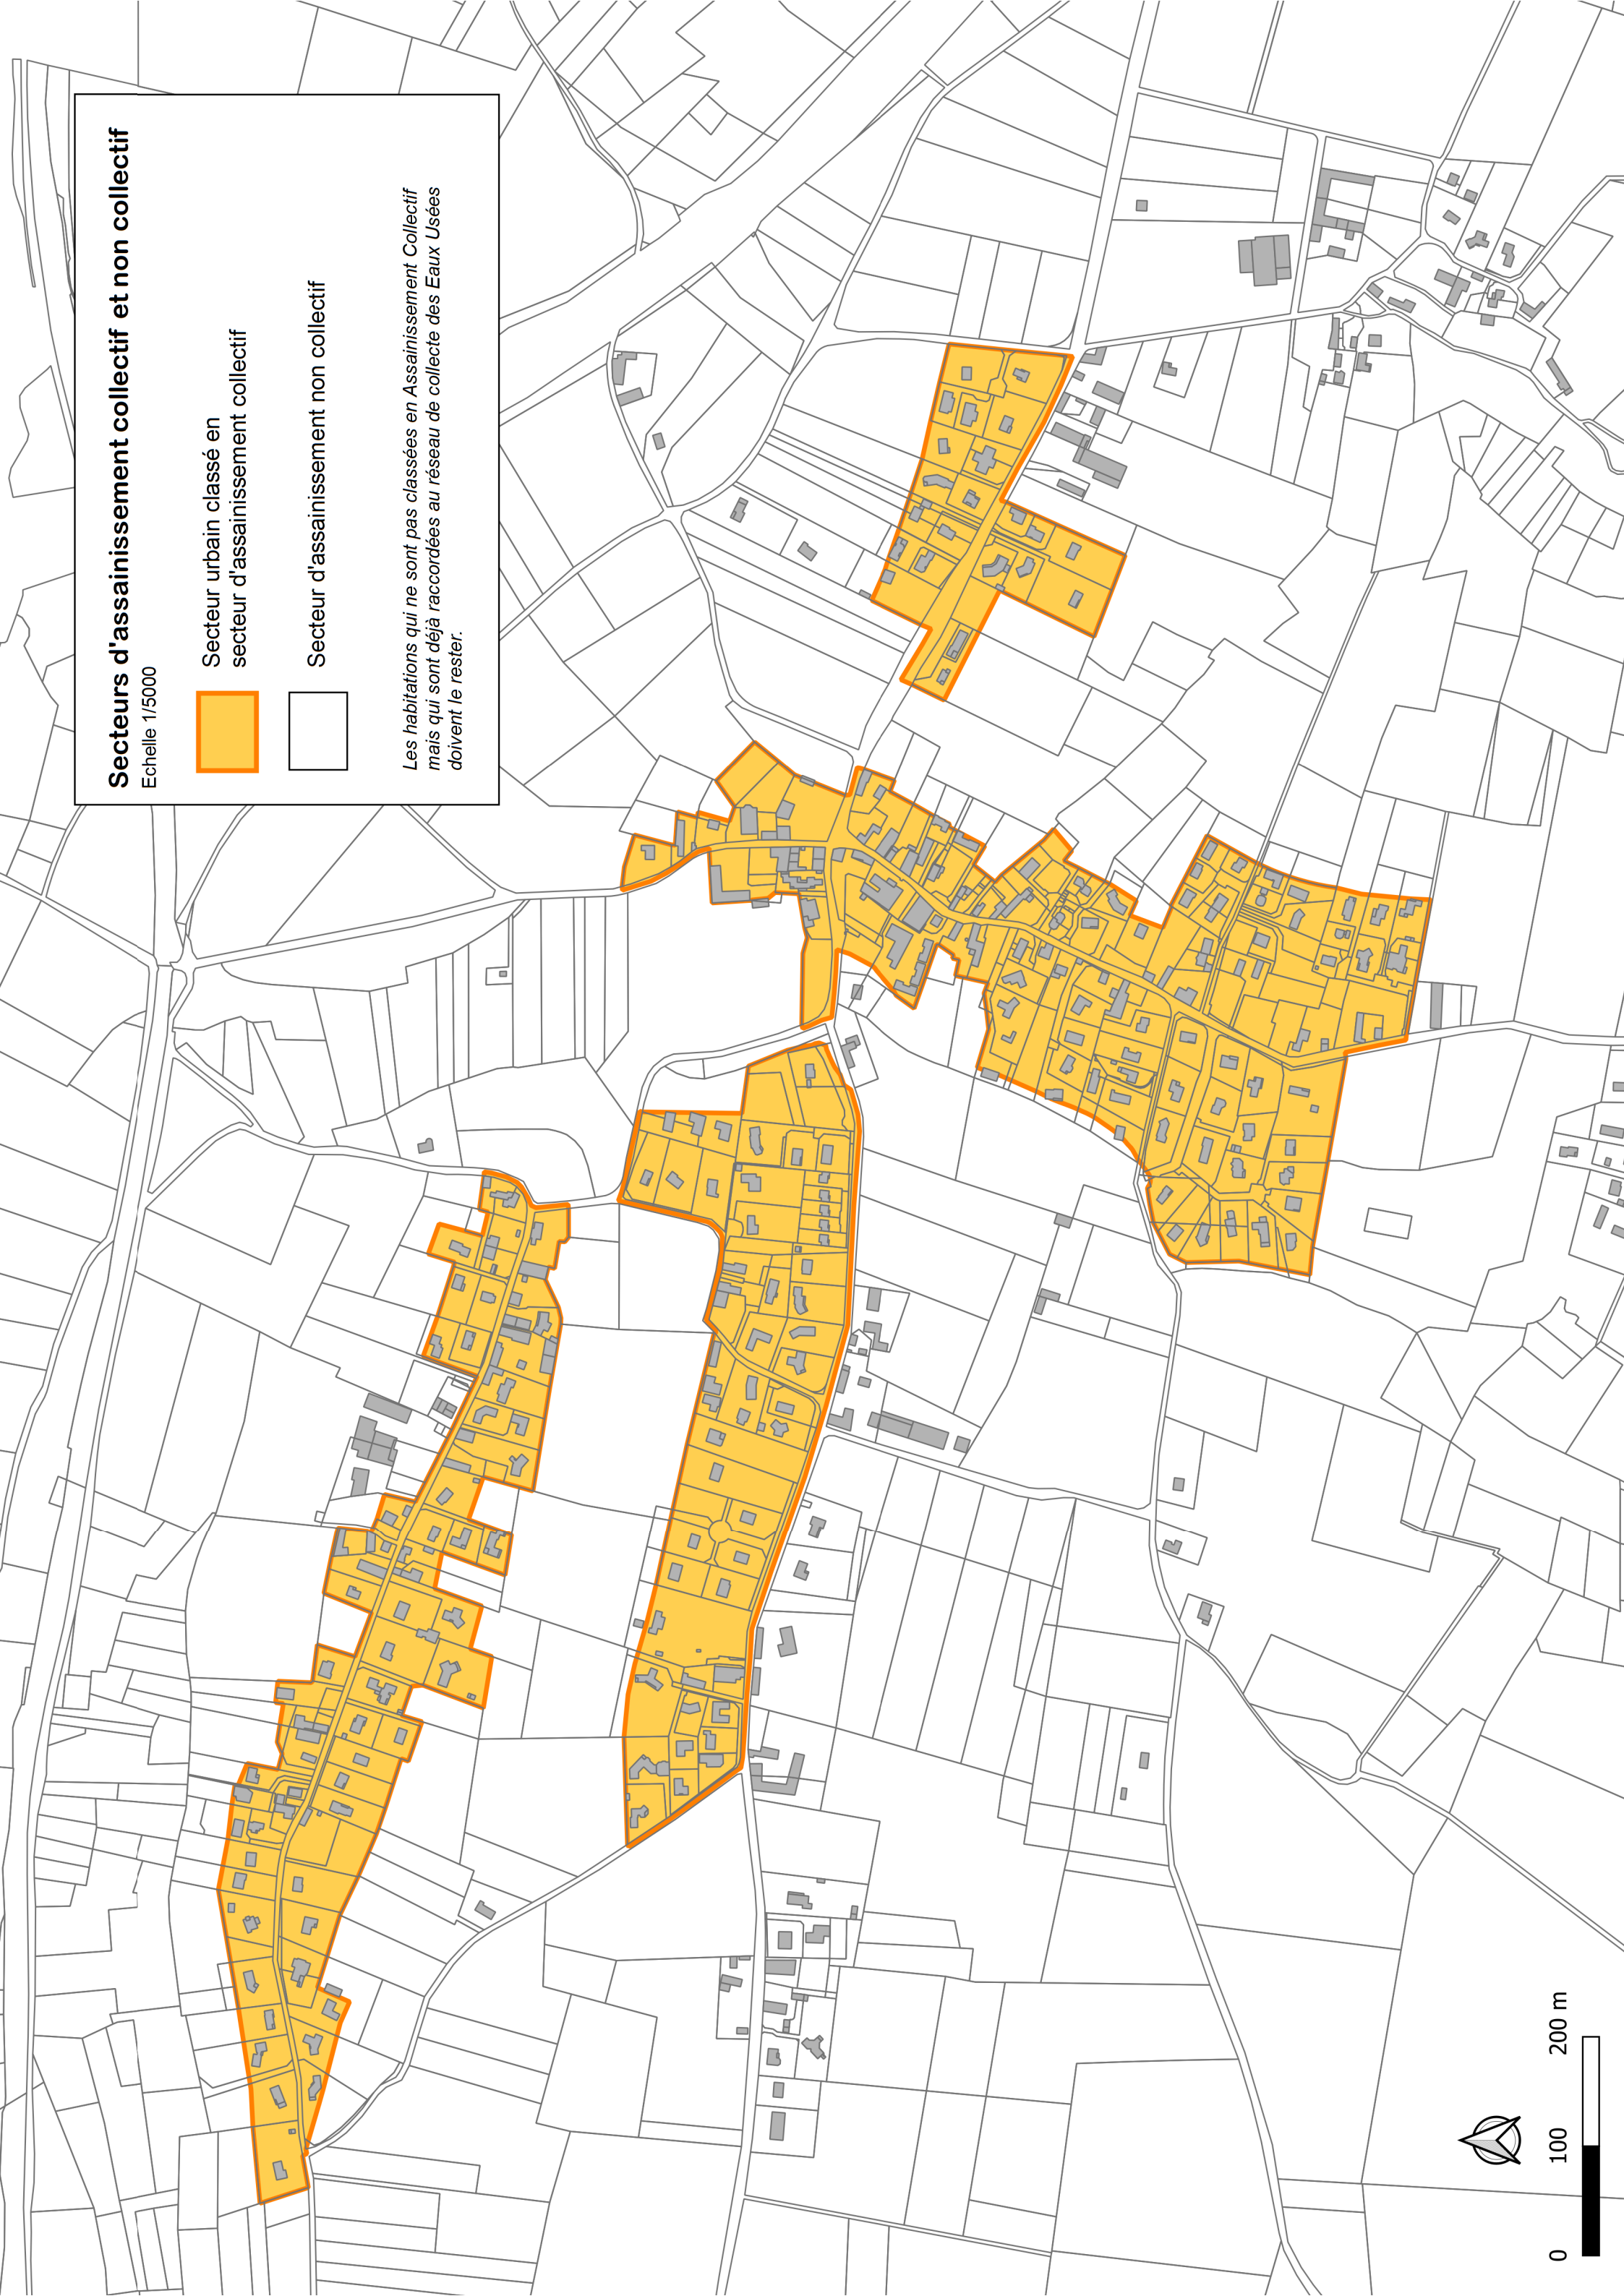 Secteurs d'assainissement collectif et non collectif
Echelle 1/5000
Secteur urbain classé en
secteur d'assainissement collectif
Secteur d'assainissement non collectif
Les habitations qui ne sont pas classées en Assainissement Collectif
mais qui sont déjà raccordées au réseau de collecte des Eaux Usées
doivent le rester.
0 100 200 m